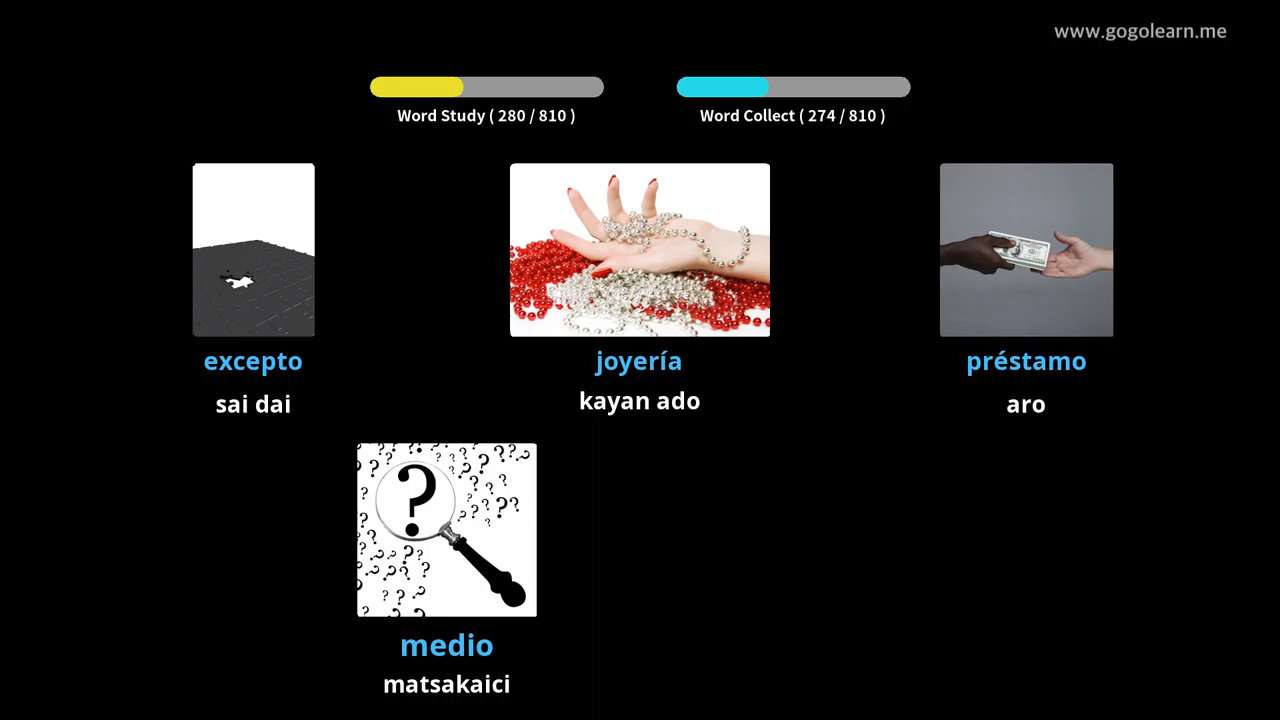 www.gogolearn.me
Word Study ( 280 / 810 )
Word Collect ( 274 / 810 )
excepto
sai dai
joyería
kayan ado
préstamo
aro
medio
matsakaici